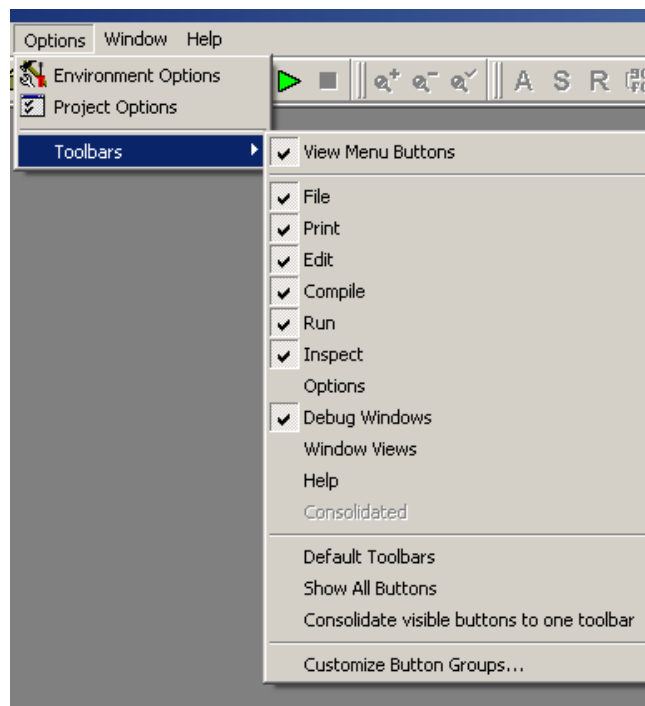 Options Window Help
Environment Options
Project Options
Toolbars
A S R
View Menu Buttons
File
Print
Edit
Compile
Run
Inspect
Options
Debug Windows
Window Views
Help
Consolidated
Default Toolbars
Show All Buttons
Consolidate visible buttons to one toolbar
Customize Button Groups...